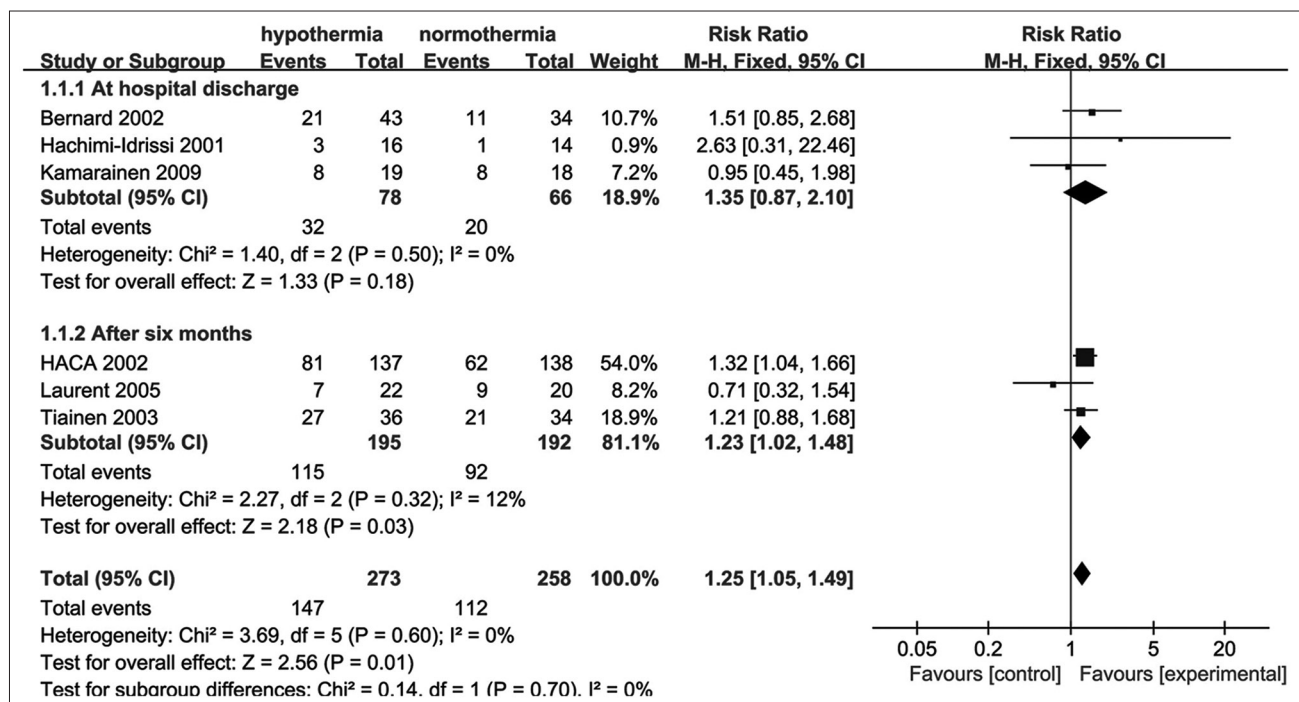 hypothermia normothermia Risk Ratio Risk Ratio
Study or Subgroup Events Total Events Total Weight M-H, Fixed, 95% CI M-H, Fixed, 95% CI
1.1.1 At hospital discharge
Bernard 2002 21 43 11 34 10.7% 1.51 [0.85, 2.68]
Hachimi-Idrissi 2001 3 16 1 14 0.9% 2.63 [0.31, 22.46]
Kamarainen 2009 8 19 8 18 7.2% 0.95 [0.45, 1.98]
Subtotal (95% CI) 78 66 18.9% 1.35 [0.87, 2.10]
Total events 32 20
Heterogeneity: Chi² = 1.40, df = 2 (P = 0.50); I² = 0%
Test for overall effect: Z = 1.33 (P = 0.18)
1.1.2 After six months
HACA 2002 81 137 62 138 54.0% 1.32 [1.04, 1.66]
Laurent 2005 7 22 9 20 8.2% 0.71 [0.32, 1.54]
Tiainen 2003 27 36 21 34 18.9% 1.21 [0.88, 1.68]
Subtotal (95% CI) 195 192 81.1% 1.23 [1.02, 1.48]
Total events 115 92
Heterogeneity: Chi² = 2.27, df = 2 (P = 0.32); I² = 12%
Test for overall effect: Z = 2.18 (P = 0.03)
Total (95% CI) 273 258 100.0% 1.25 [1.05, 1.49]
Total events 147 112
Heterogeneity: Chi² = 3.69, df = 5 (P = 0.60); I² = 0%
Test for overall effect: Z = 2.56 (P = 0.01)
Test for subgroup differences: Chi² = 0.14, df = 1 (P = 0.70), I² = 0%
0.05 0.2 1 5 20
Favours [control] Favours [experimental]